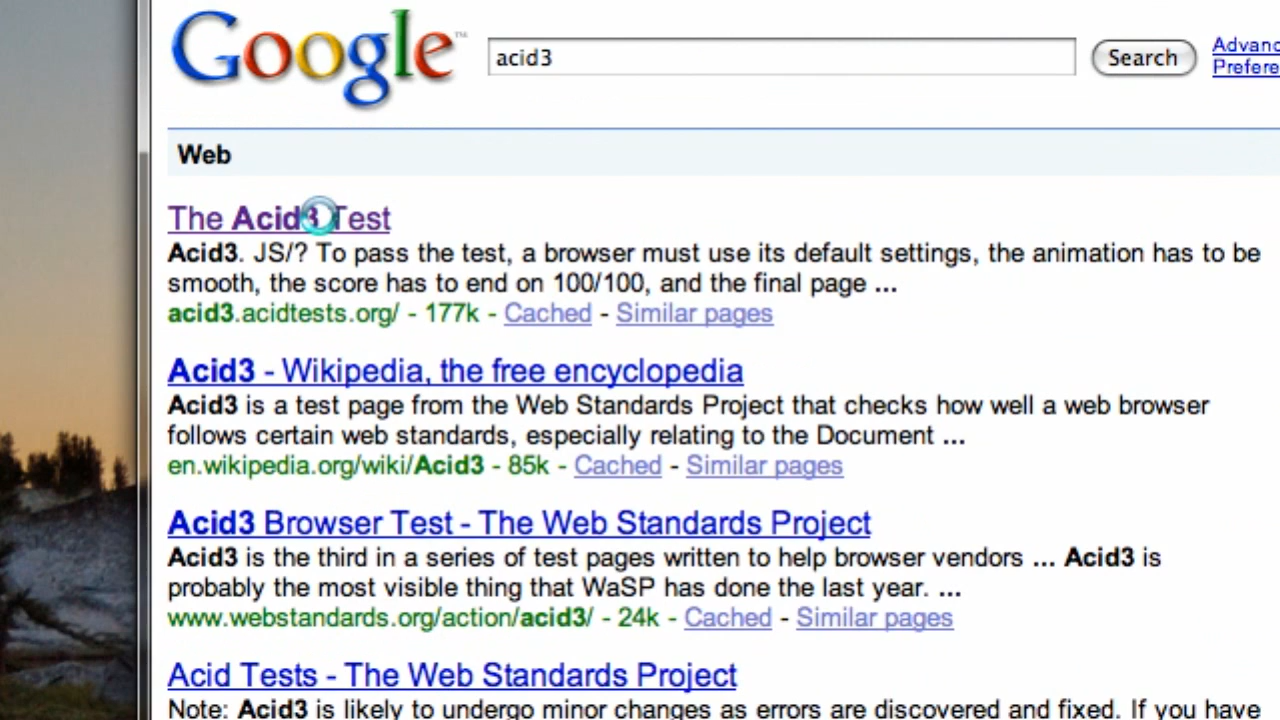 Google™
acid3
Search
Advanc
Prefere
Web
The Acid3 Test
Acid3. JS/? To pass the test, a browser must use its default settings, the animation has to be
smooth, the score has to end on 100/100, and the final page ...
acid3.acidtests.org/ - 177k - Cached - Similar pages
Acid3 - Wikipedia, the free encyclopedia
Acid3 is a test page from the Web Standards Project that checks how well a web browser
follows certain web standards, especially relating to the Document ...
en.wikipedia.org/wiki/Acid3 - 85k - Cached - Similar pages
Acid3 Browser Test - The Web Standards Project
Acid3 is the third in a series of test pages written to help browser vendors ... Acid3 is
probably the most visible thing that WaSP has done the last year. ...
www.webstandards.org/action/acid3/ - 24k - Cached - Similar pages
Acid Tests - The Web Standards Project
Note: Acid3 is likely to undergo minor changes as errors are discovered and fixed. If you have